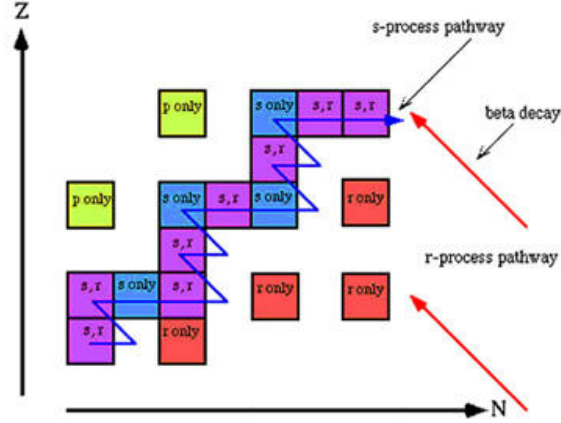 Z
s-process pathway
p only
s only
s,r
s,r
beta decay
s,r
p only
s only
s,r
s only
r only
s,r
r-process pathway
s,r
s only
s,r
r only
r only
s,r
r only
N